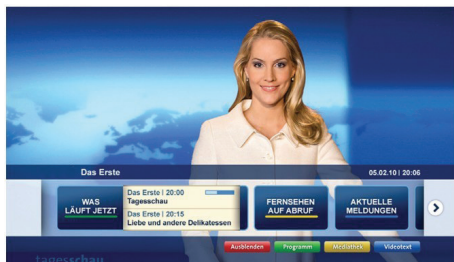 Das Erste
05.02.10 | 20:06
WAS
LÄUFT JETZT
Das Erste | 20:00
Tagesschau
Das Erste | 20:15
Liebe und andere Delikatessen
FERNSEHEN
AUF ABRUF
AKTUELLE
MELDUNGEN
Ausblenden
Programm
Mediathek
Videotext
tagesschau